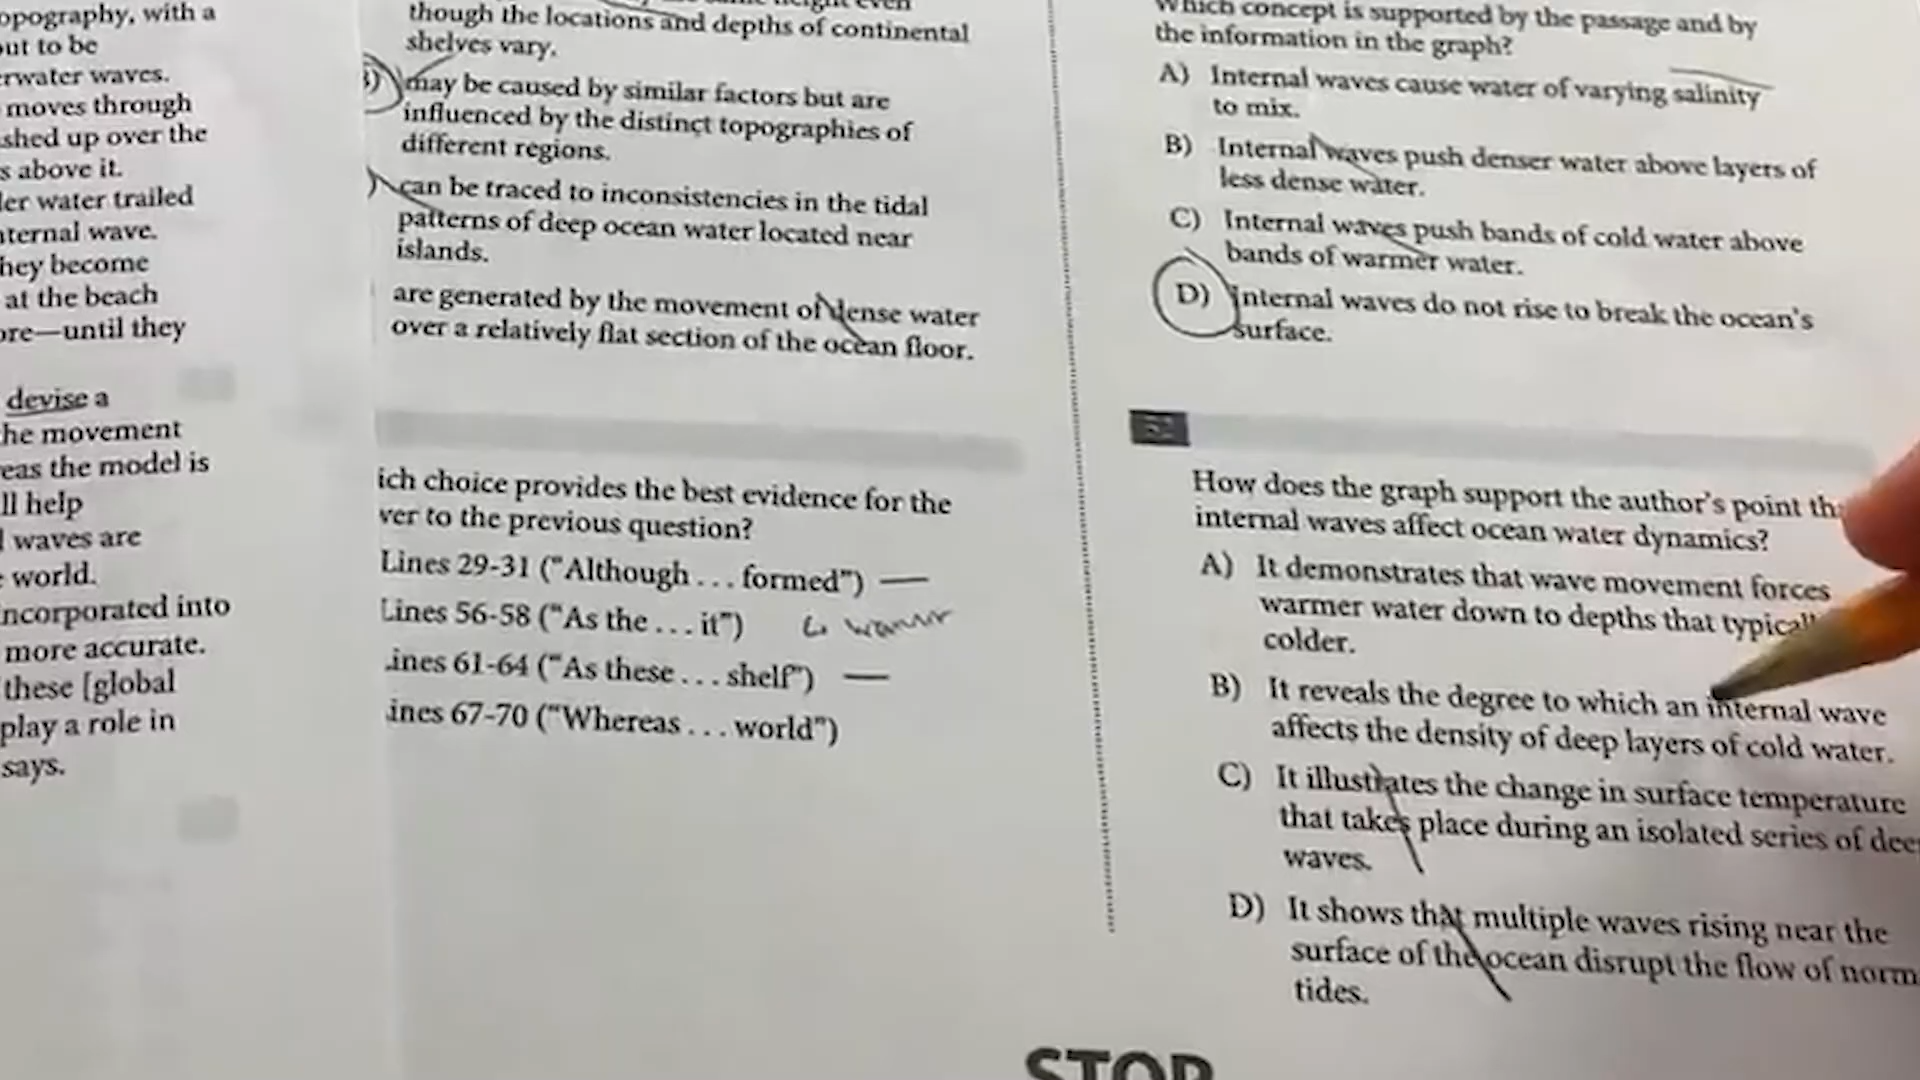 opography, with a
out to be
erwater waves.
moves through
shed up over the
s above it.
ler water trailed
nternal wave.
hey become
at the beach
ore—until they
devise a
he movement
eas the model is
ll help
l waves are
e world.
ncorporated into
more accurate.
these [global
play a role in
says.
though the locations and depths of continental
shelves vary.
B) may be caused by similar factors but are
influenced by the distinct topographies of
different regions.
) can be traced to inconsistencies in the tidal
patterns of deep ocean water located near
islands.
are generated by the movement of dense water
over a relatively flat section of the ocean floor.
ich choice provides the best evidence for the
ver to the previous question?
Lines 29-31 ("Although . . . formed") —
Lines 56-58 ("As the . . . it")
Lines 61-64 ("As these . . . shelf") —
ines 67-70 ("Whereas . . . world")
Which concept is supported by the passage and by
the information in the graph?
A) Internal waves cause water of varying salinity
to mix.
B) Internal waves push denser water above layers of
less dense water.
C) Internal waves push bands of cold water above
bands of warmer water.
D) Internal waves do not rise to break the ocean's
surface.
52
How does the graph support the author's point tha
internal waves affect ocean water dynamics?
A) It demonstrates that wave movement forces
warmer water down to depths that typicall
colder.
B) It reveals the degree to which an internal wave
affects the density of deep layers of cold water.
C) It illustrates the change in surface temperature
that takes place during an isolated series of dee
waves.
D) It shows that multiple waves rising near the
surface of the ocean disrupt the flow of norm
tides.
STOP